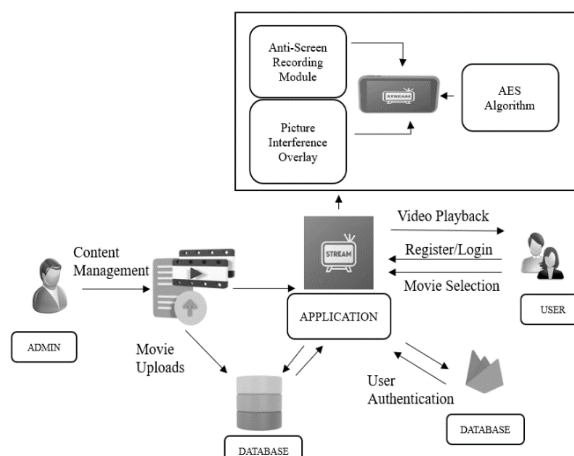 Anti-Screen
Recording
Module
AES
Algorithm
Picture
Interference
Overlay
Video Playback
Content
Management
STREAM
Register/Login
Movie Selection
APPLICATION
USER
ADMIN
Movie
Uploads
User
Authentication
DATABASE
DATABASE